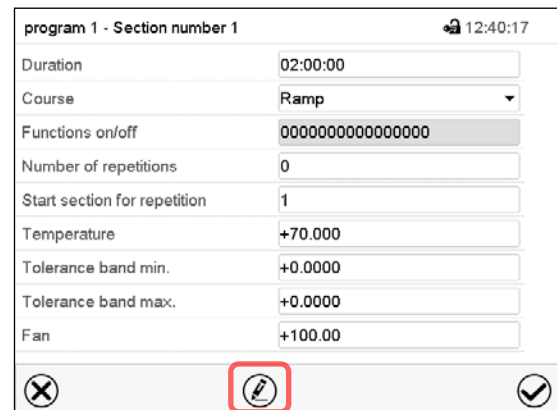 program 1 - Section number 1 12:40:17
Duration 02:00:00
Course Ramp
Functions on/off 0000000000000000
Number of repetitions 0
Start section for repetition 1
Temperature +70.000
Tolerance band min. +0.0000
Tolerance band max. +0.0000
Fan +100.00